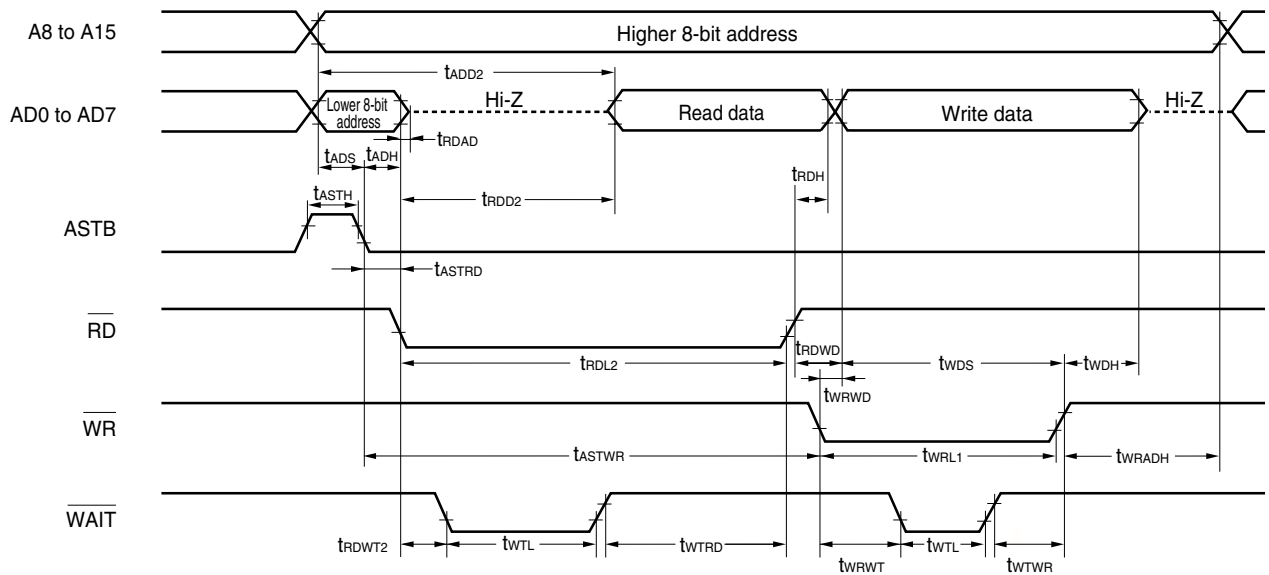 A8 to A15
Higher 8-bit address
tADD2
AD0 to AD7
Lower 8-bit
address
Hi-Z
Read data
Write data
Hi-Z
tRDAD
tADS
tADH
tRDH
tASTH
tRDD2
ASTB
tASTRD
RD
tRDL2
tRDWD
tWDS
tWDH
tWRWD
WR
tASTWR
tWRL1
tWRADH
WAIT
tRDWT2
tWTL
tWTRD
tWRWT
tWTL
tWTWR